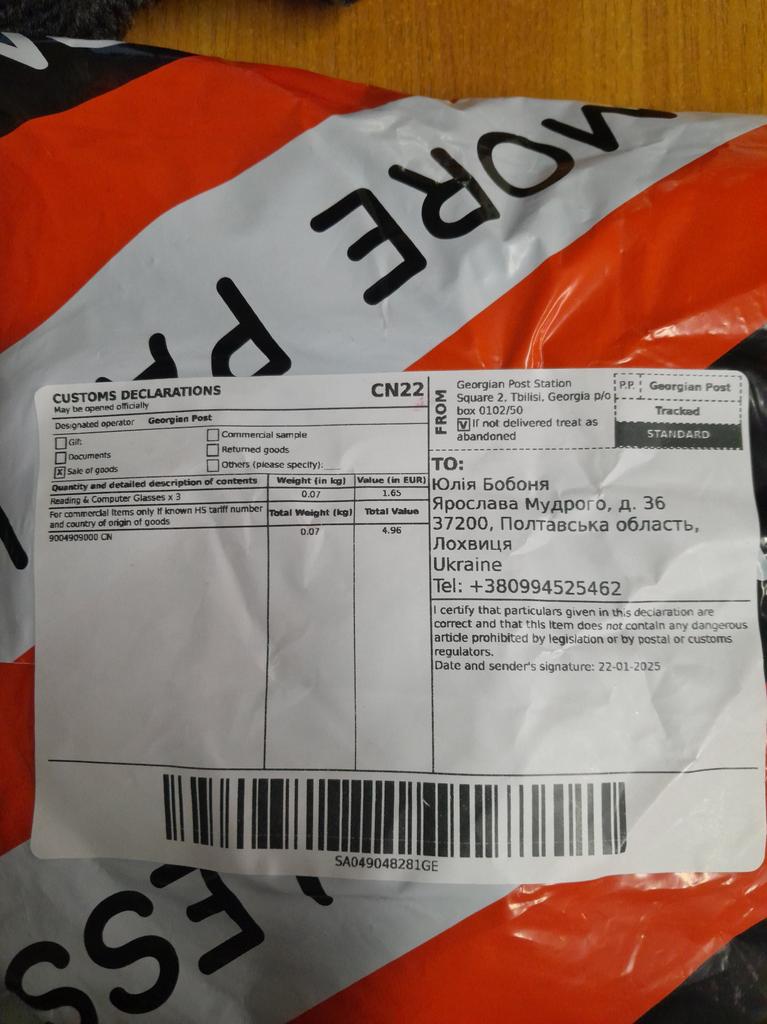 MORE
PA
CUSTOMS DECLARATIONS CN22
May be opened officially
Designated operator Georgian Post
Gift
Documents
x Sale of goods
Commercial sample
Returned goods
Others (please specify):___
Quantity and detailed description of contents Weight (in kg) Value (in EUR)
Reading & Computer Glasses x 3 0.07 1.65
For commercial items only If known HS tariff number Total Weight (kg) Total Value
and country of origin of goods
9004909000 CN 0.07 4.96
FROM
Georgian Post Station
Square 2, Tbilisi, Georgia p/o
box 0102/50
V If not delivered treat as
abandoned
P.P. Georgian Post
Tracked
STANDARD
TO:
Юлія Бобоня
Ярослава Мудрого, д. 36
37200, Полтавська область,
Лохвиця
Ukraine
Tel: +380994525462
I certify that particulars given in this declaration are
correct and that this item does not contain any dangerous
article prohibited by legislation or by postal or customs
regulators.
Date and sender's signature: 22-01-2025
SA049048281GE
LESS